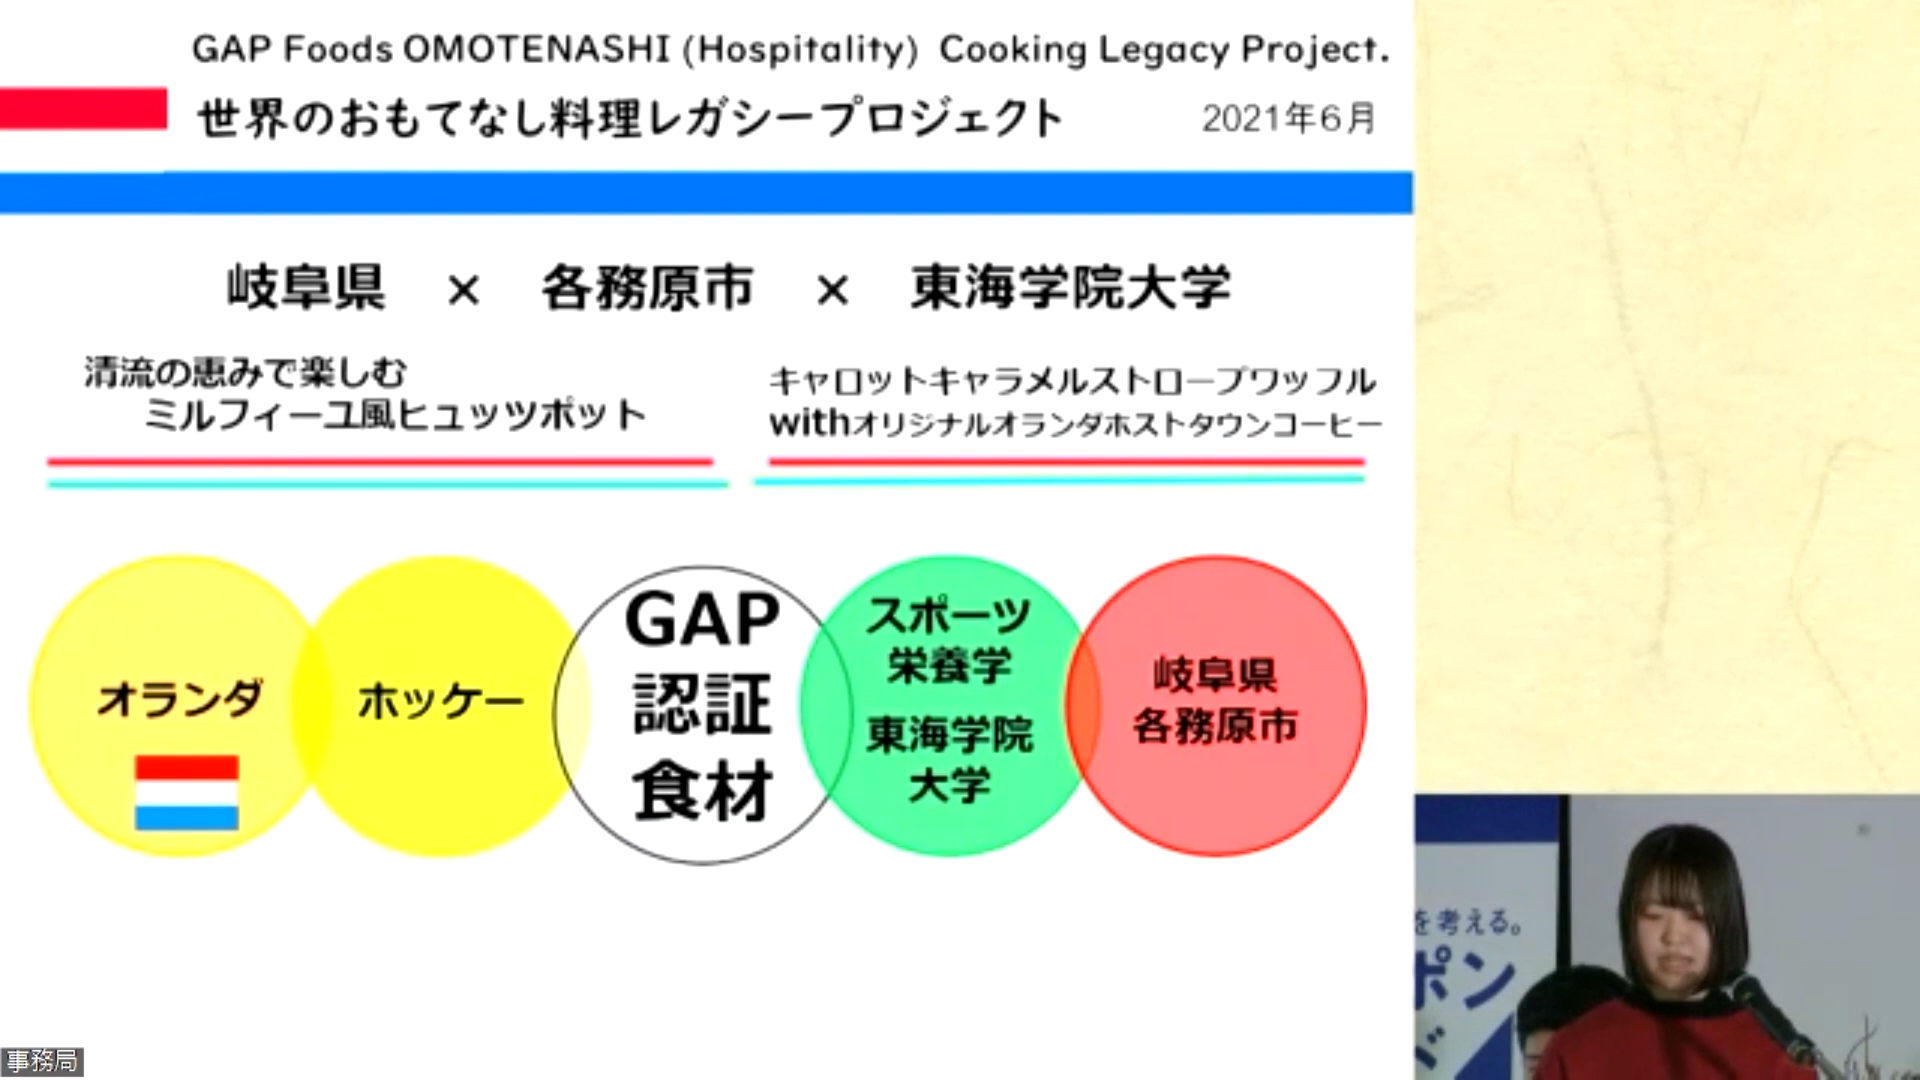 GAP Foods OMOTENASHI (Hospitality) Cooking Legacy Project.
世界のおもてなし料理レガシープロジェクト 2021年6月
岐阜県 × 各務原市 × 東海学院大学
清流の恵みで楽しむ
ミルフィーユ風ヒュッツポット
キャロットキャラメルストロープワッフル
withオリジナルオランダホストタウンコーヒー
オランダ
ホッケー
GAP
認証
食材
スポーツ
栄養学
東海学院
大学
岐阜県
各務原市
を考える。
ポン
ド
事務局